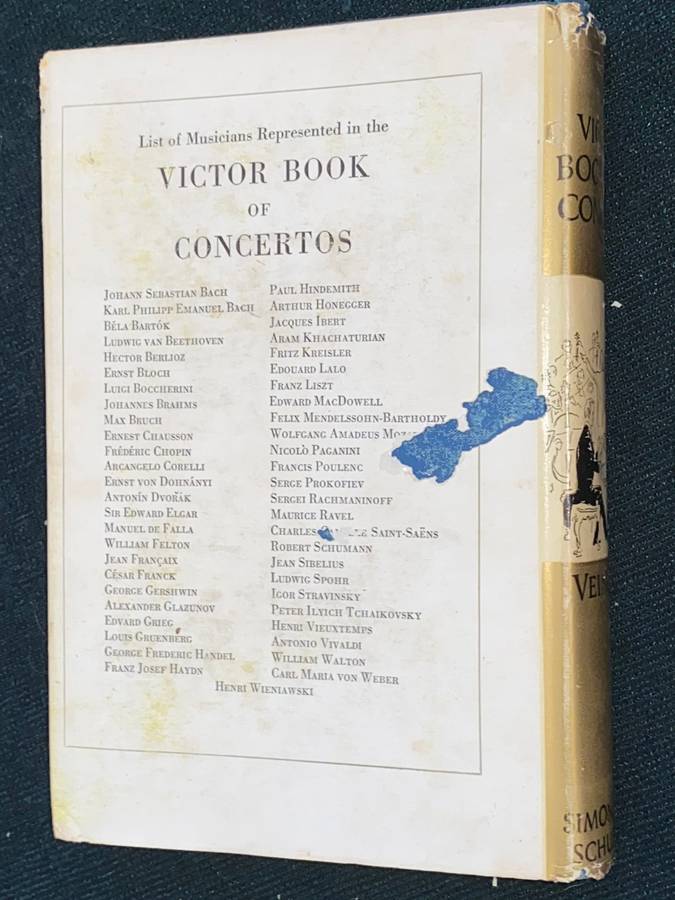 List of Musicians Represented in the
VICTOR BOOK
OF
CONCERTOS
JOHANN SEBASTIAN BACH
KARL PHILIPP EMANUEL BACH
BÉLA BARTÓK
LUDWIG VAN BEETHOVEN
HECTOR BERLIOZ
ERNST BLOCH
LUIGI BOCCHERINI
JOHANNES BRAHMS
MAX BRUCH
ERNEST CHAUSSON
FRÉDÉRIC CHOPIN
ARCANGELO CORELLI
ERNST VON DOHNÁNYI
ANTONÍN DVOŘÁK
SIR EDWARD ELGAR
MANUEL DE FALLA
WILLIAM FELTON
JEAN FRANÇAIX
CÉSAR FRANCK
GEORGE GERSHWIN
ALEXANDER GLAZUNOV
EDVARD GRIEG
LOUIS GRUENBERG
GEORGE FREDERIC HANDEL
FRANZ JOSEF HAYDN
PAUL HINDEMITH
ARTHUR HONEGGER
JACQUES IBERT
ARAM KHACHATURIAN
FRITZ KREISLER
EDOUARD LALO
FRANZ LISZT
EDWARD MACDOWELL
FELIX MENDELSSOHN-BARTHOLDY
WOLFGANG AMADEUS
NICOLÒ PAGANINI
FRANCIS POULENC
SERGE PROKOFIEV
SERGEI RACHMANINOFF
MAURICE RAVEL
CHARLES SAINT-SAËNS
ROBERT SCHUMANN
JEAN SIBELIUS
LUDWIG SPOHR
IGOR STRAVINSKY
PETER ILYICH TCHAIKOVSKY
HENRI VIEUXTEMPS
ANTONIO VIVALDI
WILLIAM WALTON
CARL MARIA VON WEBER
HENRI WIENIAWSKI